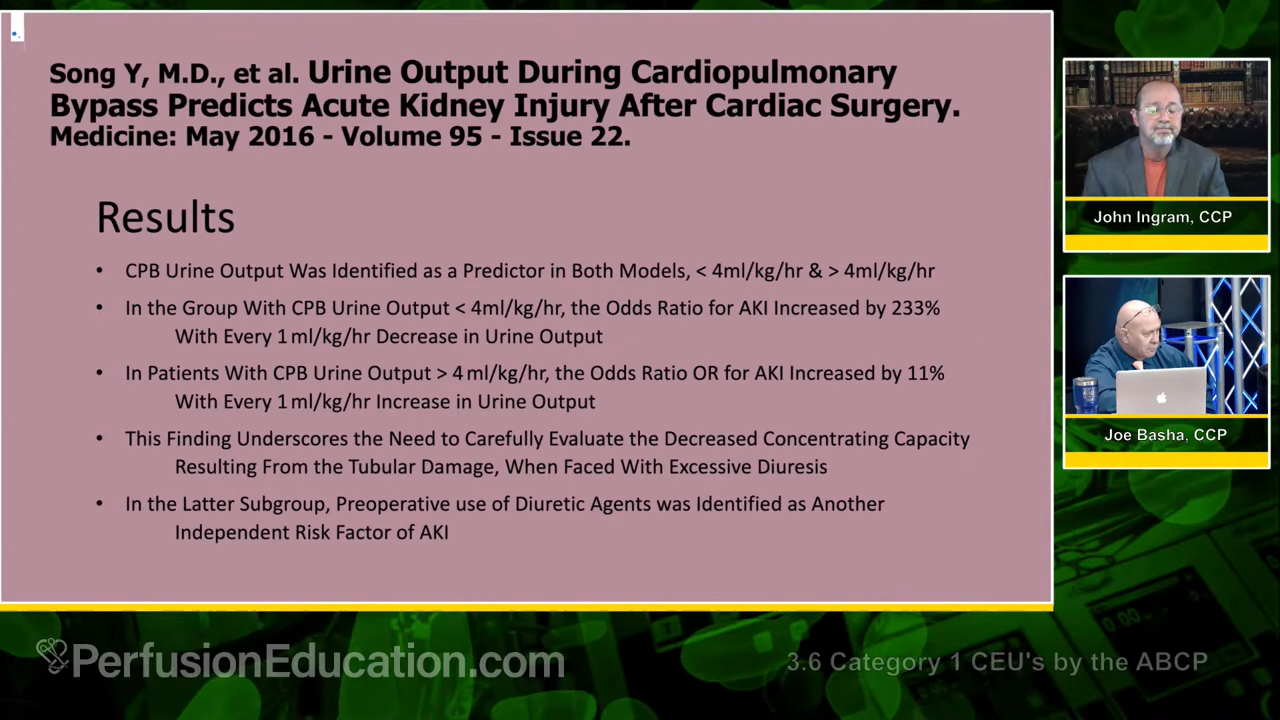 Song Y, M.D., et al. Urine Output During Cardiopulmonary
Bypass Predicts Acute Kidney Injury After Cardiac Surgery.
Medicine: May 2016 - Volume 95 - Issue 22.
Results
• CPB Urine Output Was Identified as a Predictor in Both Models, < 4ml/kg/hr & > 4ml/kg/hr
• In the Group With CPB Urine Output < 4ml/kg/hr, the Odds Ratio for AKI Increased by 233%
With Every 1 ml/kg/hr Decrease in Urine Output
• In Patients With CPB Urine Output > 4 ml/kg/hr, the Odds Ratio OR for AKI Increased by 11%
With Every 1 ml/kg/hr Increase in Urine Output
• This Finding Underscores the Need to Carefully Evaluate the Decreased Concentrating Capacity
Resulting From the Tubular Damage, When Faced With Excessive Diuresis
• In the Latter Subgroup, Preoperative use of Diuretic Agents was Identified as Another
Independent Risk Factor of AKI
John Ingram, CCP
Joe Basha, CCP
PerfusionEducation.com
3.6 Category 1 CEU's by the ABCP